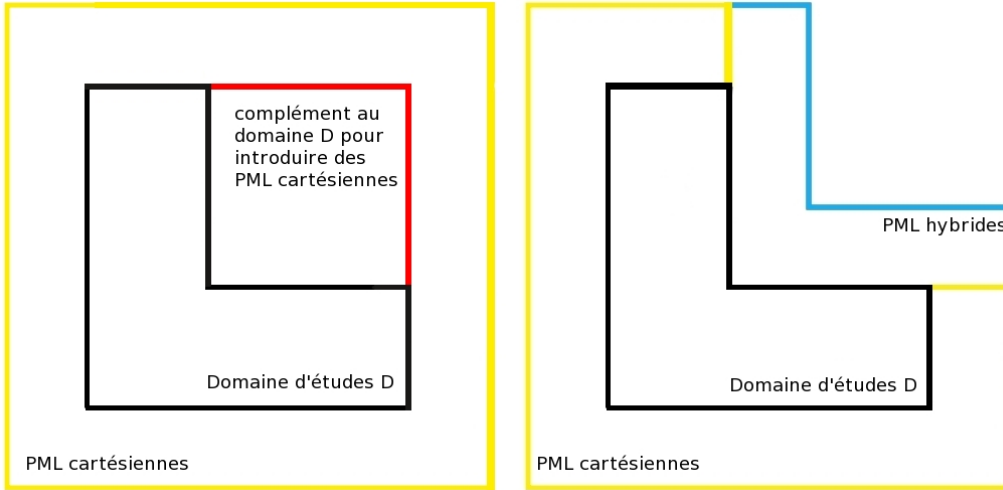 complément au
domaine D pour
introduire des
PML cartésiennes
Domaine d'études D
PML cartésiennes
PML hybrides
Domaine d'études D
PML cartésiennes